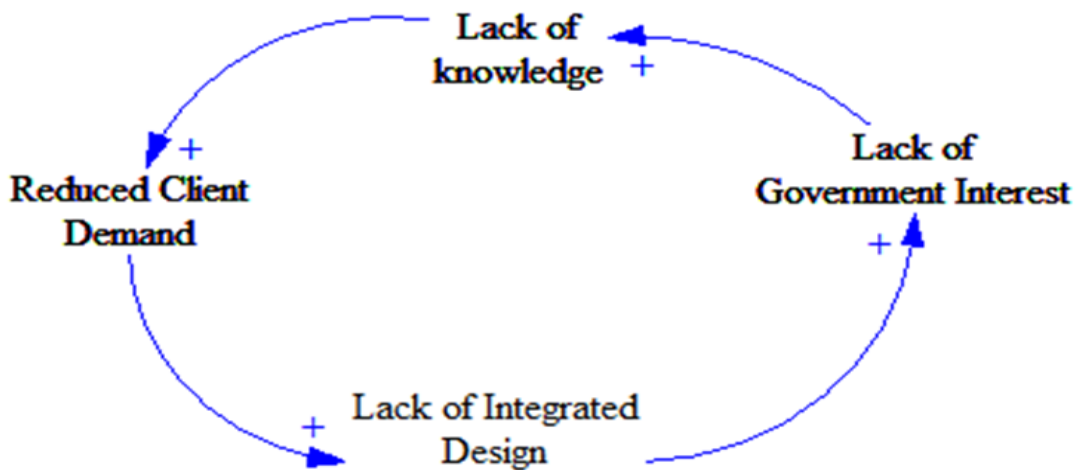 Lack of
knowledge
+
+
Lack of
Government Interest
Reduced Client
Demand
+
+
Lack of Integrated
Design